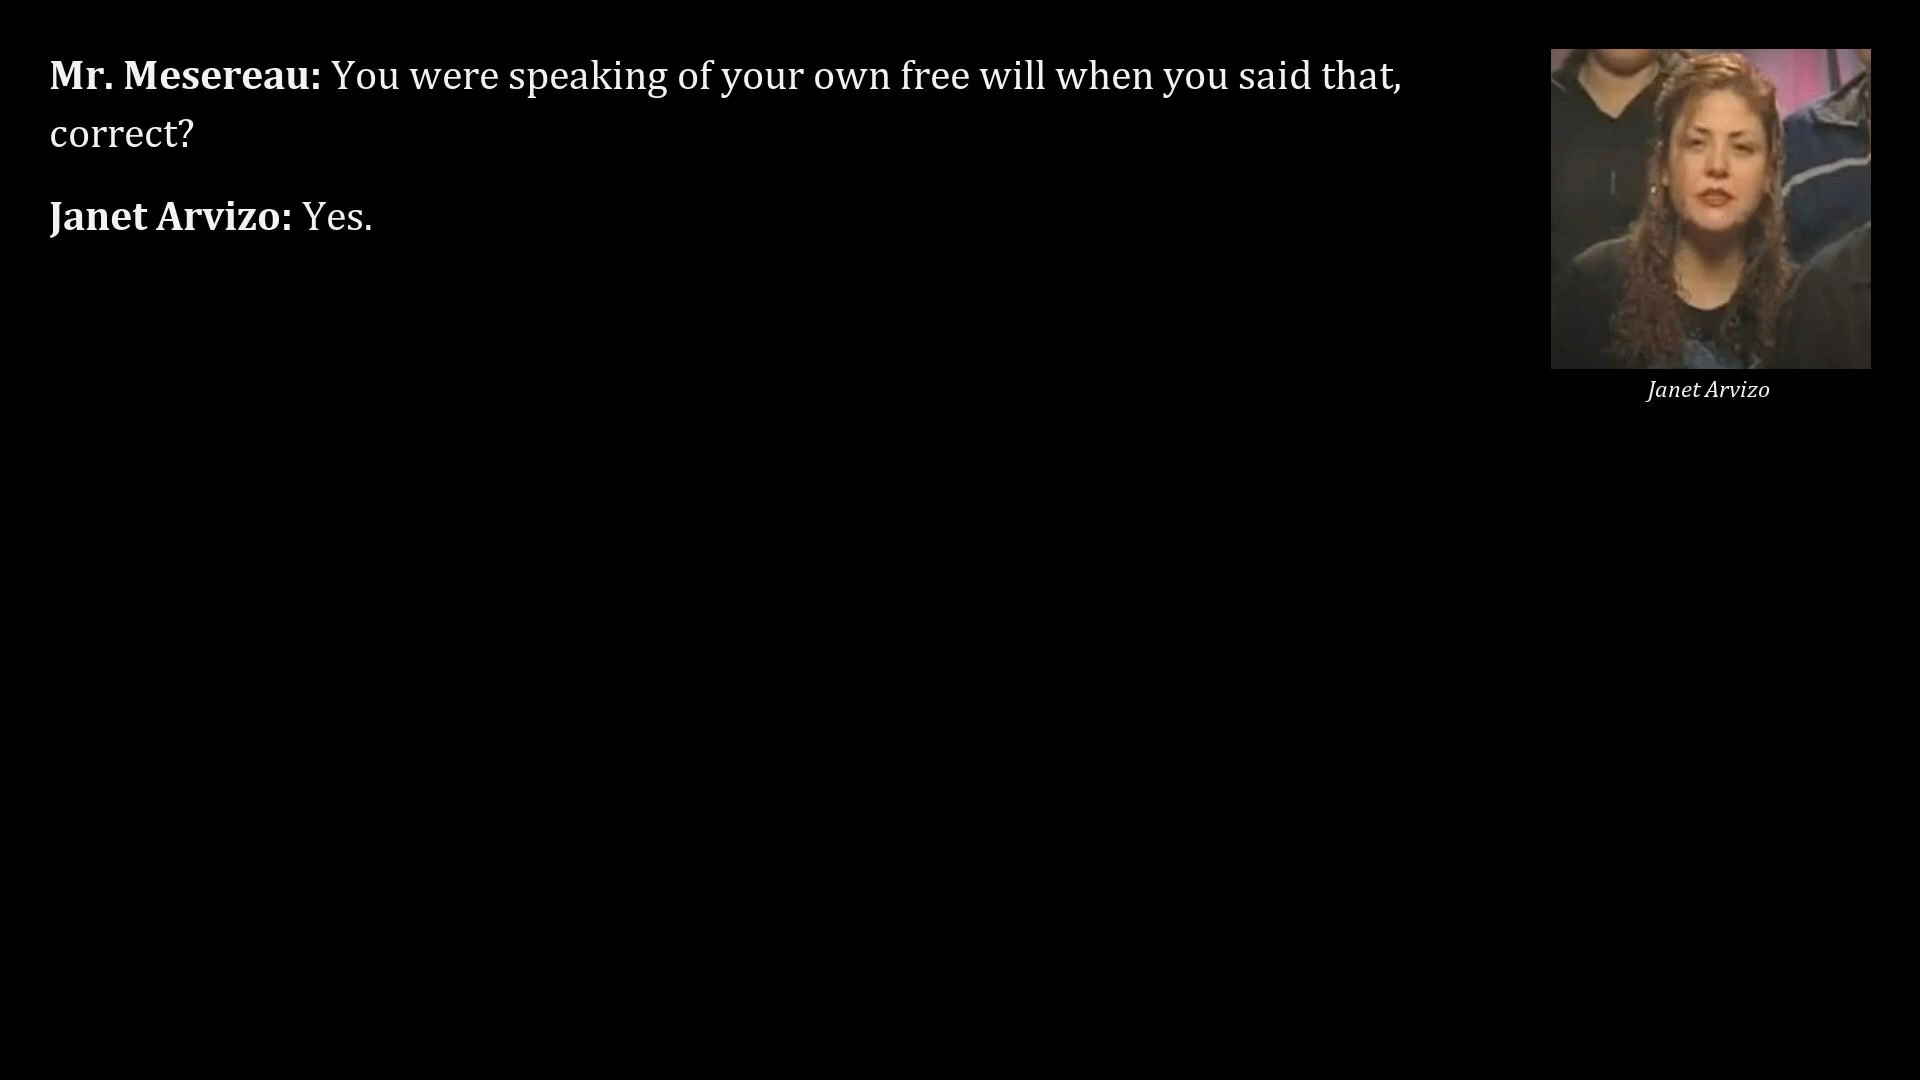 Mr. Mesereau: You were speaking of your own free will when you said that,
correct?
Janet Arvizo: Yes.
Janet Arvizo